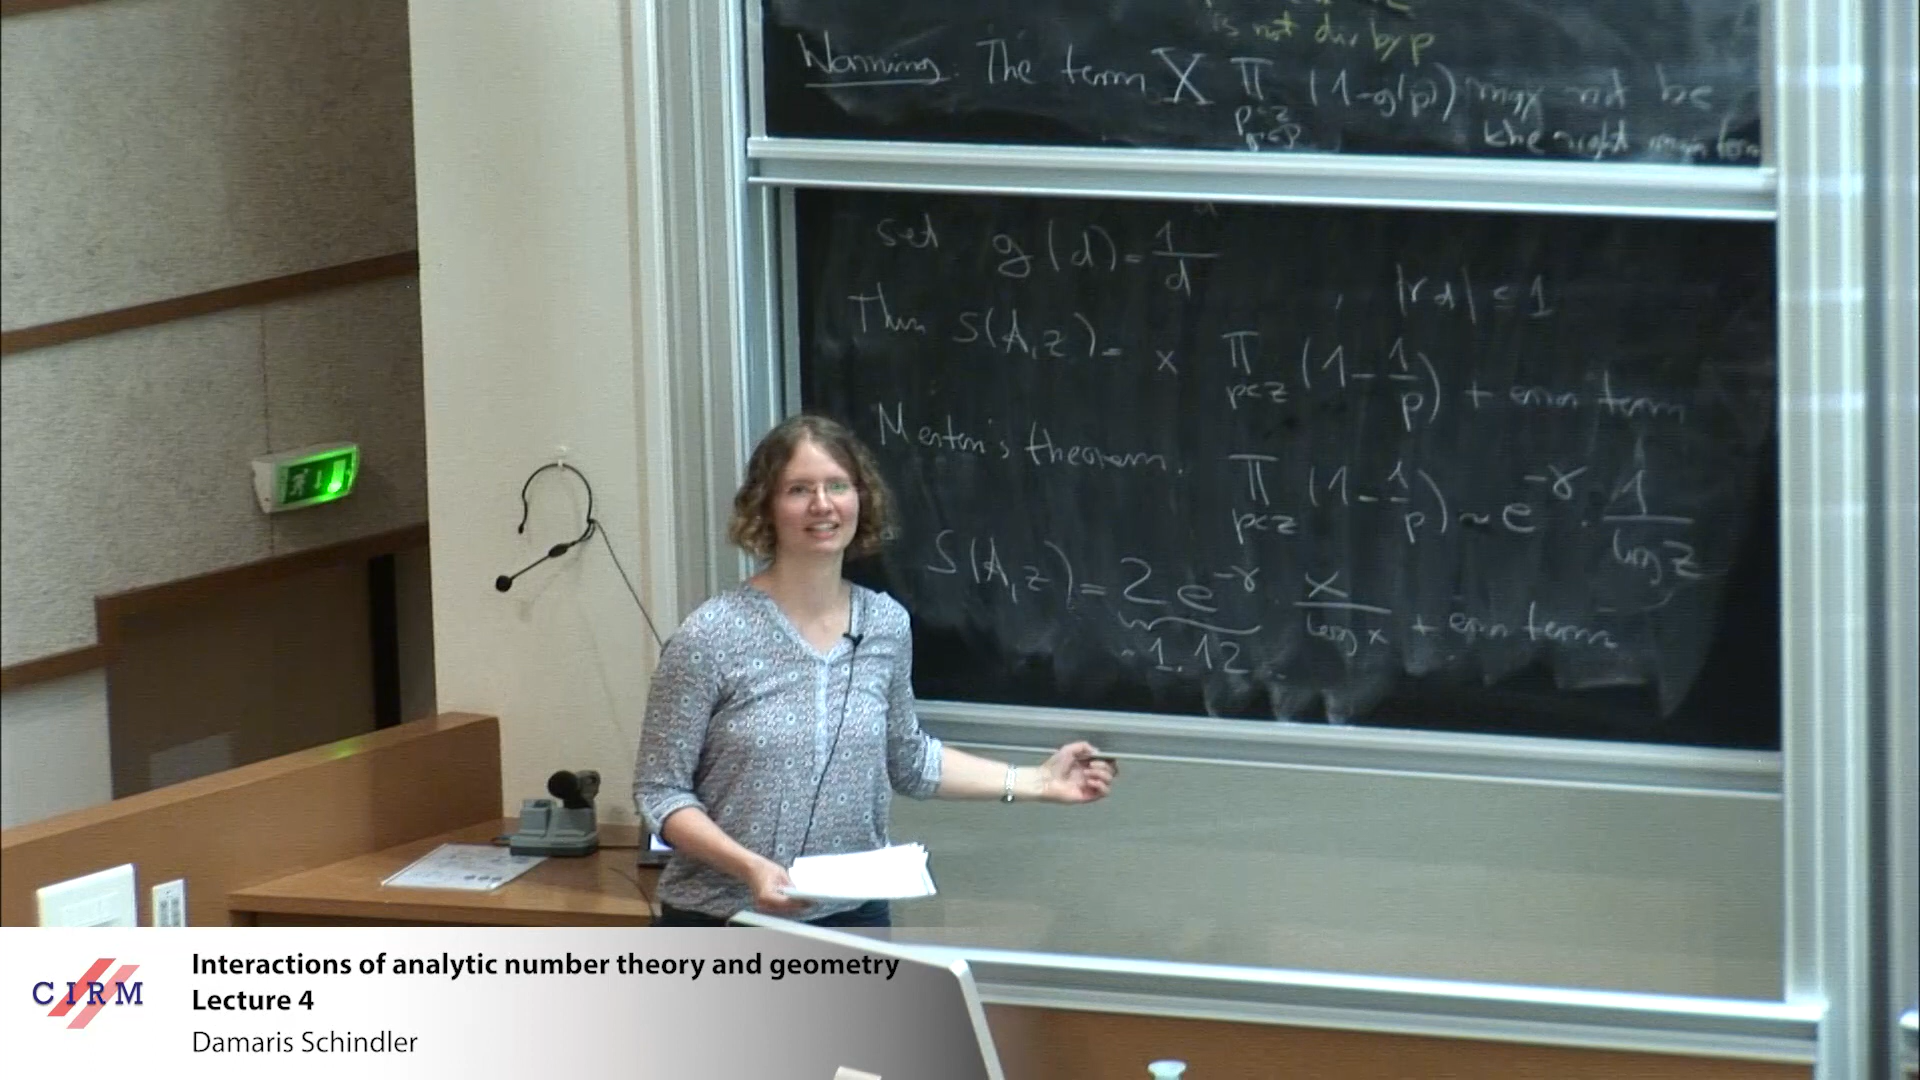 is not div by p
Warning: The term X ∏ (1-g(p)) may not be
p<z
the right main term
set g(d)= 1/d
, |r_d| ≤ 1
Then S(A,z)= x ∏ (1-1/p) + error term
p<z
Merten's theorem. ∏ (1-1/p) ~ e^-γ · 1/log z
p<z
S(A,z)= 2e^-γ · x/log x + error term
~1.12
CIRM
Interactions of analytic number theory and geometry
Lecture 4
Damaris Schindler